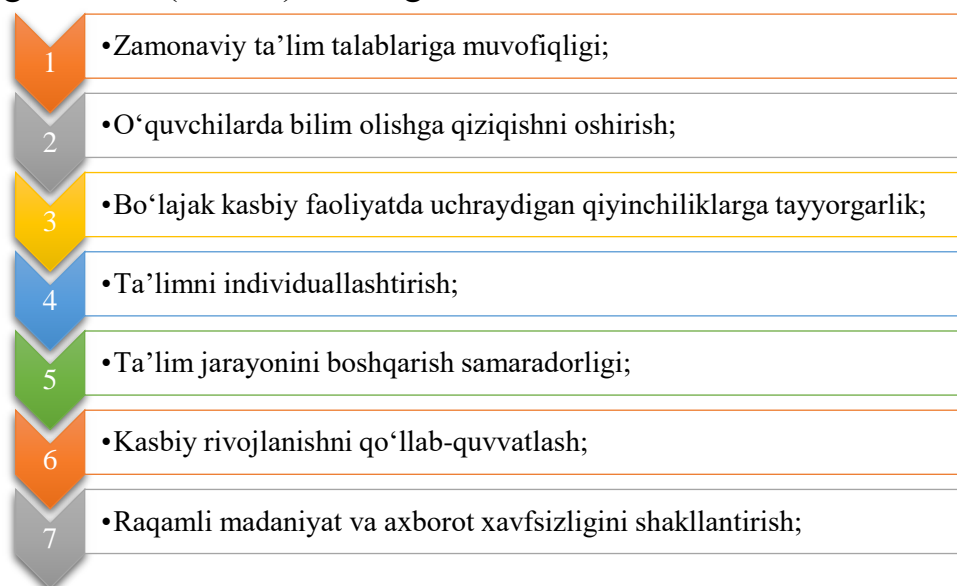 1
•Zamonaviy ta’lim talablariga muvofiqligi;
2
•O‘quvchilarda bilim olishga qiziqishni oshirish;
3
•Bo‘lajak kasbiy faoliyatda uchraydigan qiyinchiliklarga tayyorgarlik;
4
•Ta’limni individuallashtirish;
5
•Ta’lim jarayonini boshqarish samaradorligi;
6
•Kasbiy rivojlanishni qo‘llab-quvvatlash;
7
•Raqamli madaniyat va axborot xavfsizligini shakllantirish;